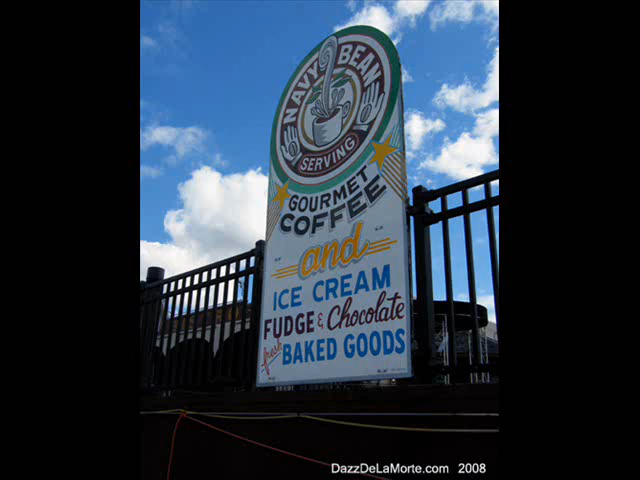 NAVY BEAN
SERVING
GOURMET
COFFEE
and
ICE CREAM
FUDGE & Chocolate
fresh BAKED GOODS
DazzDeLaMorte.com 2008